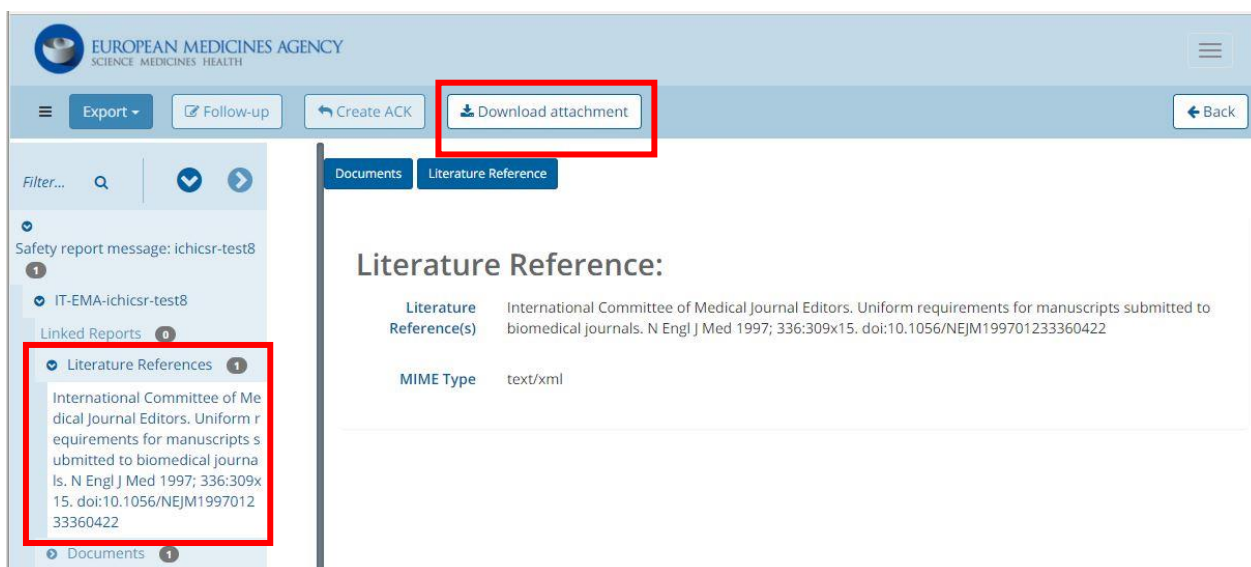 EUROPEAN MEDICINES AGENCY
SCIENCE MEDICINES HEALTH
Export
Follow-up
Create ACK
Download attachment
Back
Filter...
Safety report message: ichicsr-test8
1
IT-EMA-ichicsr-test8
Linked Reports 0
Literature References 1
International Committee of Me
dical Journal Editors. Uniform r
equirements for manuscripts s
ubmitted to biomedical journa
ls. N Engl J Med 1997; 336:309x
15. doi:10.1056/NEJM1997012
33360422
Documents 1
Documents
Literature Reference
Literature Reference:
Literature International Committee of Medical Journal Editors. Uniform requirements for manuscripts submitted to
Reference(s) biomedical journals. N Engl J Med 1997; 336:309x15. doi:10.1056/NEJM199701233360422
MIME Type text/xml